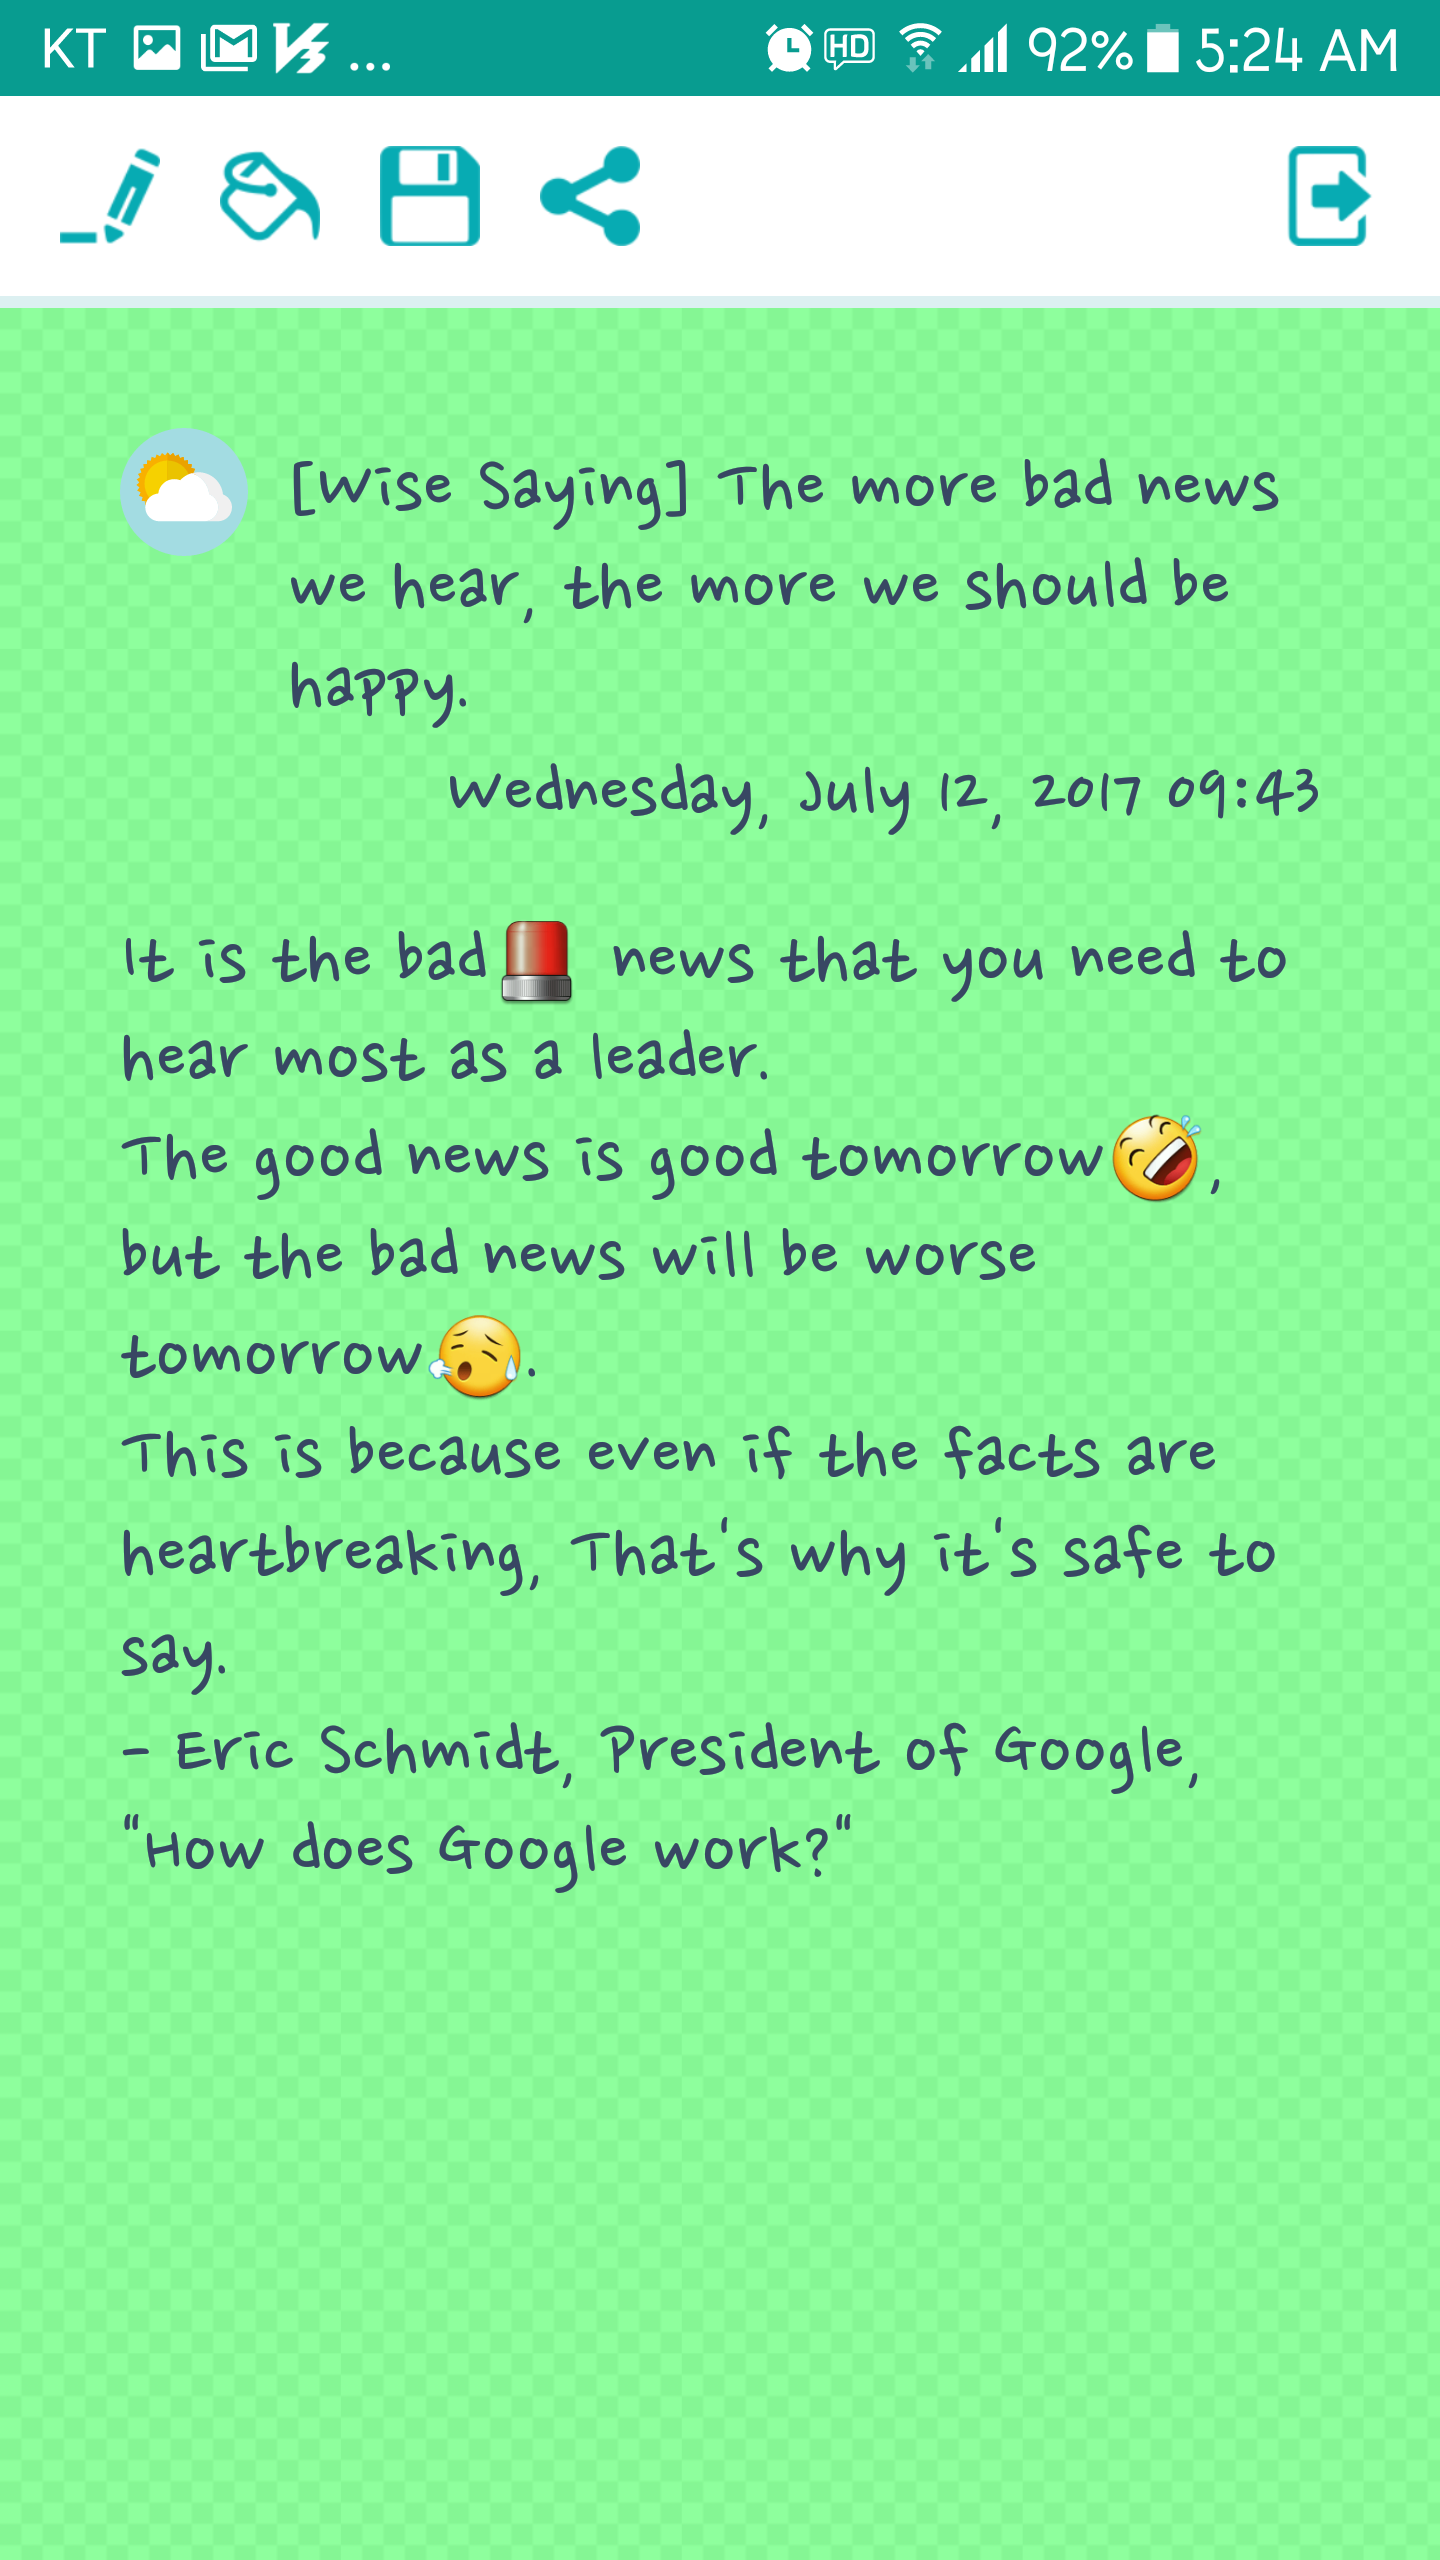 KT ... HD 92% 5:24 AM
[Wise Saying] The more bad news
we hear, the more we should be
happy.
Wednesday, July 12, 2017 09:43
It is the bad🚨 news that you need to
hear most as a leader.
The good news is good tomorrow🤣,
but the bad news will be worse
tomorrow😥.
This is because even if the facts are
heartbreaking, That's why it's safe to
say.
- Eric Schmidt, President of Google,
"How does Google work?"